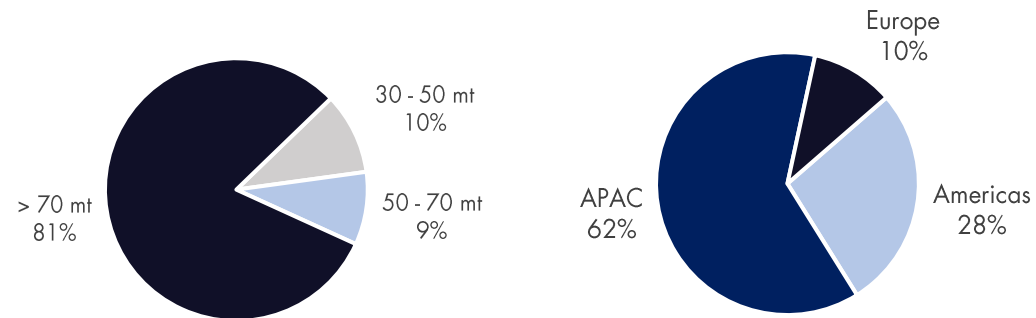 30 - 50 mt
10%
> 70 mt
81%
50 - 70 mt
9%
Europe
10%
APAC
62%
Americas
28%